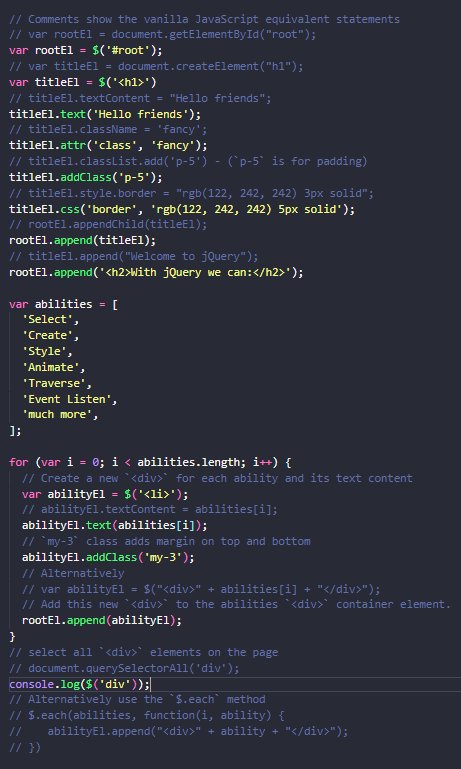 // Comments show the vanilla JavaScript equivalent statements
// var rootEl = document.getElementById("root");
var rootEl = $('#root');
// var titleEl = document.createElement("h1");
var titleEl = $('<h1>')
// titleEl.textContent = "Hello friends";
titleEl.text('Hello friends');
// titleEl.className = 'fancy';
titleEl.attr('class', 'fancy');
// titleEl.classList.add('p-5') - (`p-5` is for padding)
titleEl.addClass('p-5');
// titleEl.style.border = "rgb(122, 242, 242) 3px solid";
titleEl.css('border', 'rgb(122, 242, 242) 5px solid');
// rootEl.appendChild(titleEl);
rootEl.append(titleEl);
// titleEl.append("Welcome to jQuery");
rootEl.append('<h2>With jQuery we can:</h2>');

var abilities = [
  'Select',
  'Create',
  'Style',
  'Animate',
  'Traverse',
  'Event Listen',
  'much more',
];

for (var i = 0; i < abilities.length; i++) {
  // Create a new `<div>` for each ability and its text content
  var abilityEl = $('<li>');
  // abilityEl.textContent = abilities[i];
  abilityEl.text(abilities[i]);
  // `my-3` class adds margin on top and bottom
  abilityEl.addClass('my-3');
  // Alternatively
  // var abilityEl = $("<div>" + abilities[i] + "</div>");
  // Add this new `<div>` to the abilities `<div>` container element.
  rootEl.append(abilityEl);
}
// select all `<div>` elements on the page
// document.querySelectorAll('div');
console.log($('div'));
// Alternatively use the `$.each` method
// $.each(abilities, function(i, ability) {
//    abilityEl.append("<div>" + ability + "</div>");
// })